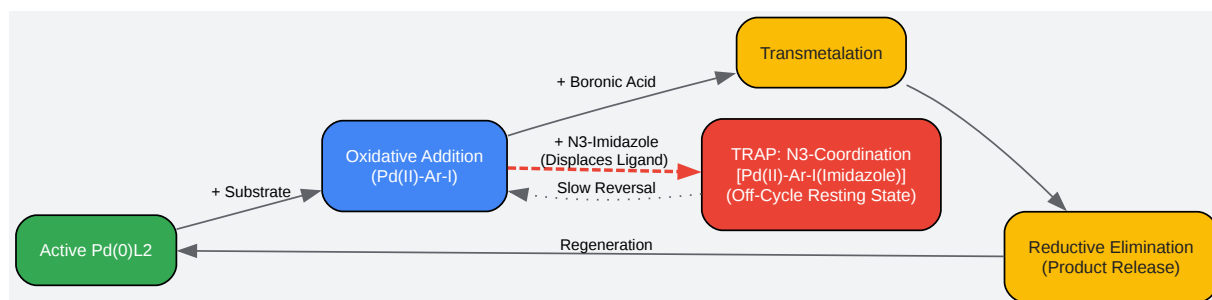 Transmetalation
+ Boronic Acid
Oxidative Addition
(Pd(II)-Ar-I)
+ N3-Imidazole
(Displaces Ligand)
TRAP: N3-Coordination
[Pd(II)-Ar-I(Imidazole)]
(Off-Cycle Resting State)
+ Substrate
Slow Reversal
Active Pd(0)L2
Regeneration
Reductive Elimination
(Product Release)